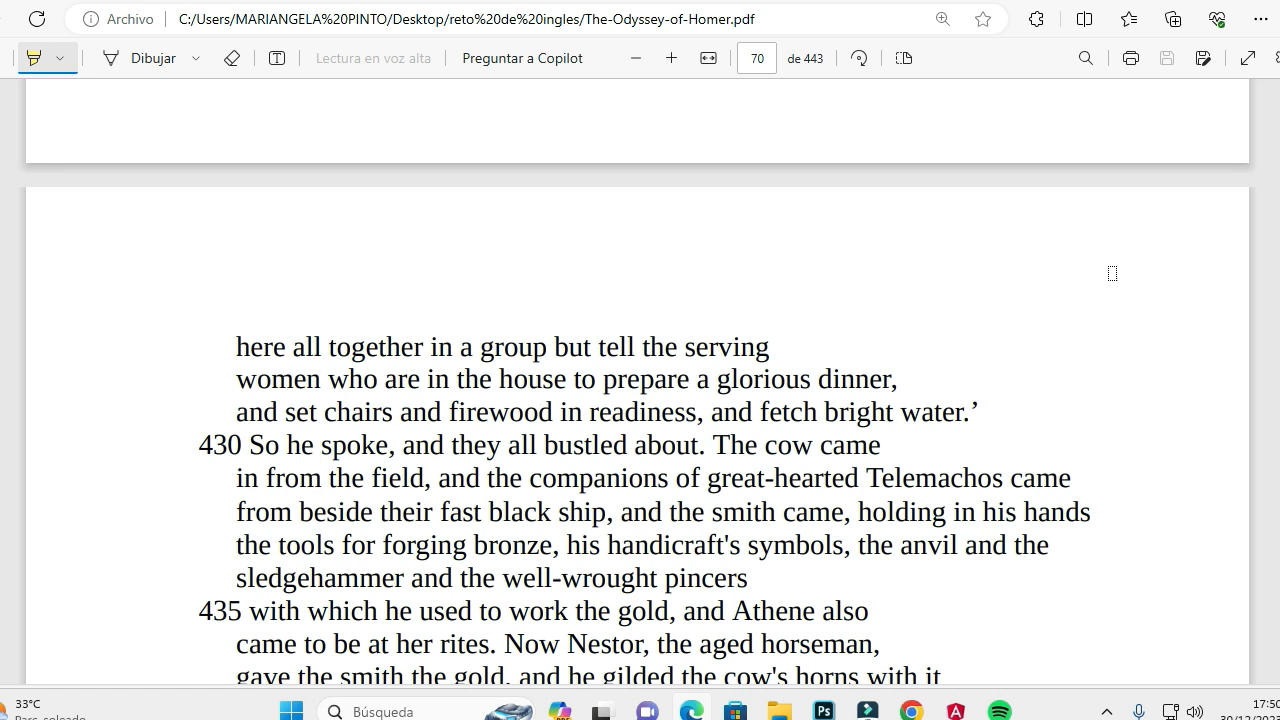 Archivo
C:/Users/MARIANGELA%20PINTO/Desktop/reto%20de%20ingles/The-Odyssey-of-Homer.pdf
Dibujar
Lectura en voz alta
Preguntar a Copilot
70
de 443
here all together in a group but tell the serving
women who are in the house to prepare a glorious dinner,
and set chairs and firewood in readiness, and fetch bright water.’
430 So he spoke, and they all bustled about. The cow came
in from the field, and the companions of great-hearted Telemachos came
from beside their fast black ship, and the smith came, holding in his hands
the tools for forging bronze, his handicraft's symbols, the anvil and the
sledgehammer and the well-wrought pincers
435 with which he used to work the gold, and Athene also
came to be at her rites. Now Nestor, the aged horseman,
gave the smith the gold, and he gilded the cow's horns with it
33°C
Búsqueda
Ps
17:50